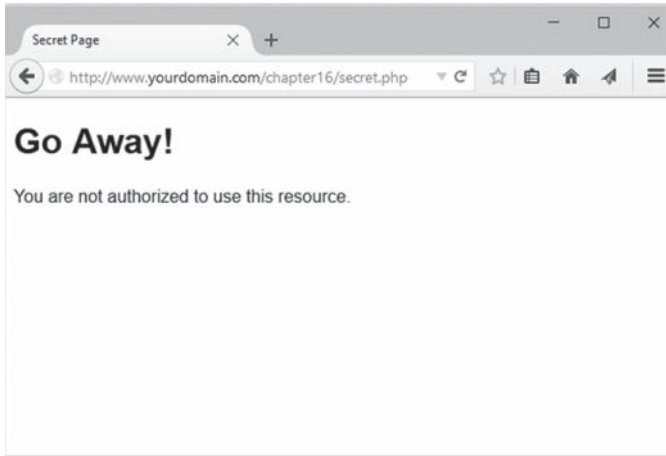 Secret Page
http://www.yourdomain.com/chapter16/secret.php
Go Away!
You are not authorized to use this resource.